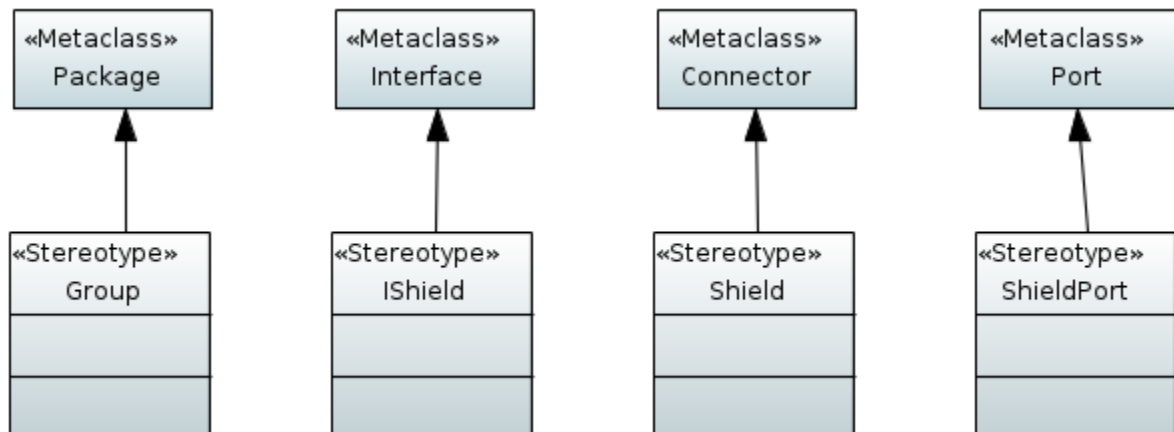 «Metaclass»
Package
«Metaclass»
Interface
«Metaclass»
Connector
«Metaclass»
Port
«Stereotype»
Group
«Stereotype»
IShield
«Stereotype»
Shield
«Stereotype»
ShieldPort